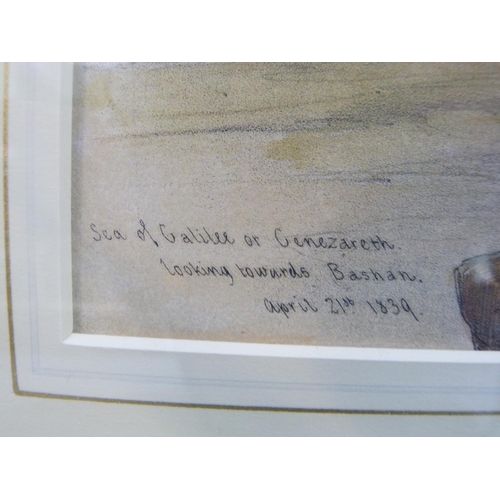 Sea of Galilee or Genezareth.
looking towards Bashan.
April 21st 1839.